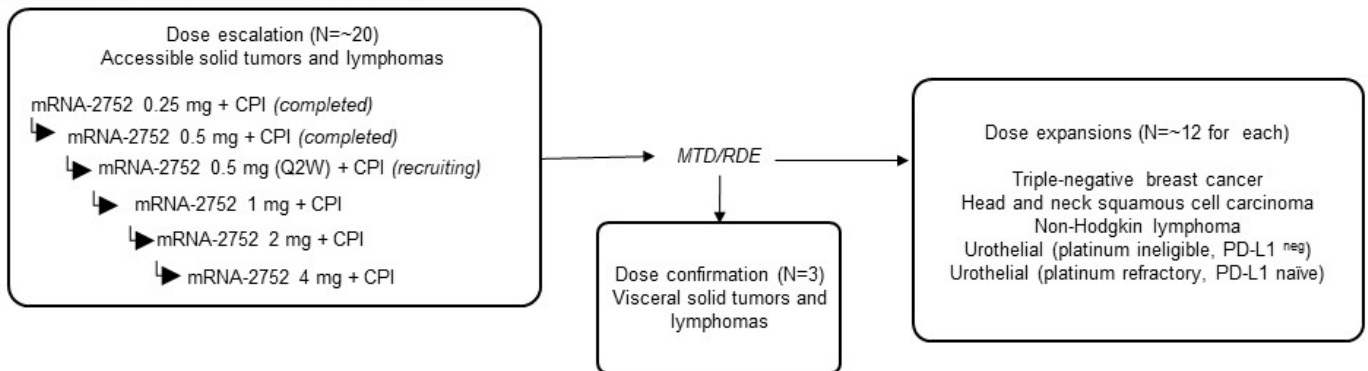 Dose escalation (N=~20)
Accessible solid tumors and lymphomas
mRNA-2752 0.25 mg + CPI (completed)
mRNA-2752 0.5 mg + CPI (completed)
mRNA-2752 0.5 mg (Q2W) + CPI (recruiting)
mRNA-2752 1 mg + CPI
mRNA-2752 2 mg + CPI
mRNA-2752 4 mg + CPI
MTD/RDE
Dose confirmation (N=3)
Visceral solid tumors and
lymphomas
Dose expansions (N=~12 for each)
Triple-negative breast cancer
Head and neck squamous cell carcinoma
Non-Hodgkin lymphoma
Urothelial (platinum ineligible, PD-L1 neg)
Urothelial (platinum refractory, PD-L1 naïve)